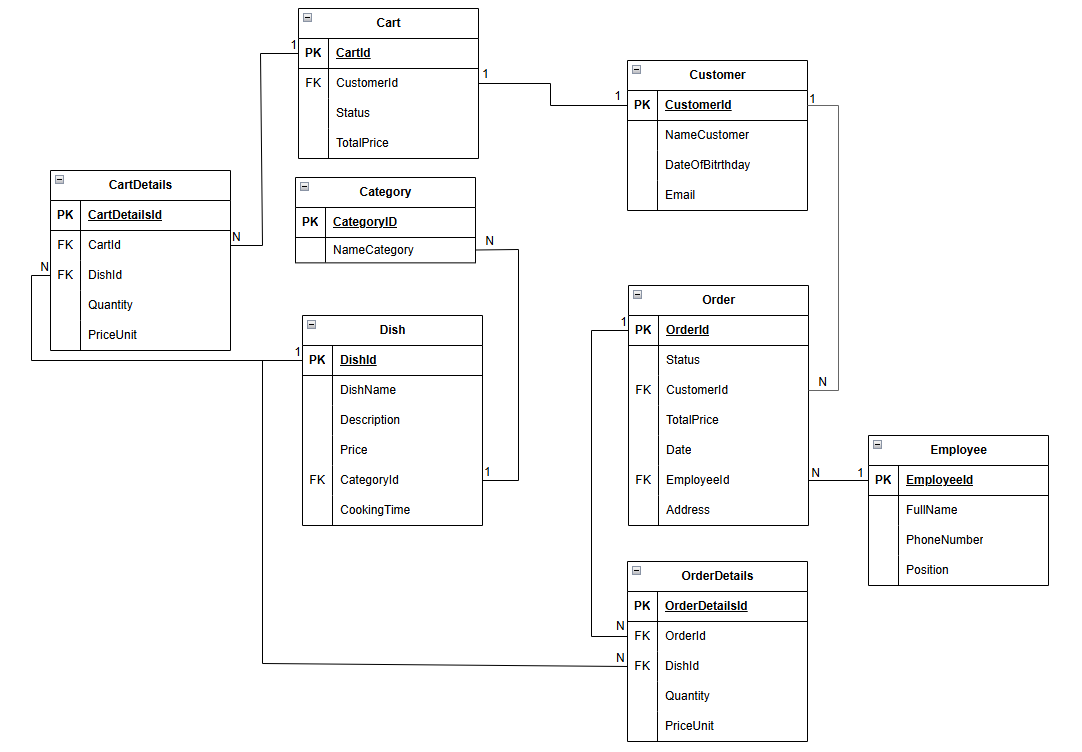 Cart
PK CartId
FK CustomerId
Status
TotalPrice
1
1
Customer
PK CustomerId
NameCustomer
DateOfBitrthday
Email
1
1
CartDetails
PK CartDetailsId
FK CartId
FK DishId
Quantity
PriceUnit
N
N
Category
PK CategoryID
NameCategory
N
Dish
PK DishId
DishName
Description
Price
FK CategoryId
CookingTime
1
1
Order
PK OrderId
Status
FK CustomerId
TotalPrice
Date
FK EmployeeId
Address
1
N
N
Employee
PK EmployeeId
FullName
PhoneNumber
Position
1
OrderDetails
PK OrderDetailsId
FK OrderId
FK DishId
Quantity
PriceUnit
N
N